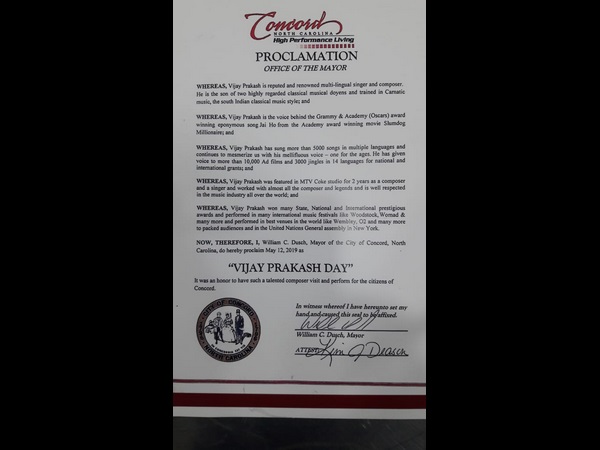 Concord
NORTH CAROLINA
High Performance Living
PROCLAMATION
OFFICE OF THE MAYOR
WHEREAS, Vijay Prakash is reputed and renowned multi-lingual singer and composer.
He is the son of two highly regarded classical musical doyens and trained in Carnatic
music, the south Indian classical music style; and
WHEREAS, Vijay Prakash is the voice behind the Grammy & Academy (Oscars) award
winning eponymous song Jai Ho from the Academy award winning movie Slumdog
Millionaire; and
WHEREAS, Vijay Prakash has sung more than 5000 songs in multiple languages and
continues to mesmerize us with his mellifluous voice – one for the ages. He has given
voice to more than 10,000 Ad films and 3000 jingles in 14 languages for national and
international grants; and
WHEREAS, Vijay Prakash was featured in MTV Coke studio for 2 years as a composer
and a singer and worked with almost all the composer and legends and is well respected
in the music industry all over the world; and
WHEREAS, Vijay Prakash won many State, National and International prestigious
awards and performed in many international music festivals like Woodstock, Womad &
many more and performed in best venues in the world like Wembley, O2 and many more
to packed audiences and in the United Nations General assembly in New York.
NOW, THEREFORE, I, William C. Dusch, Mayor of the City of Concord, North
Carolina, do hereby proclaim May 12, 2019 as
"VIJAY PRAKASH DAY"
It was an honor to have such a talented composer visit and perform for the citizens of
Concord.
In witness whereof I have hereunto set my
hand and caused this seal to be affixed.
William C. Dusch, Mayor
ATTEST: Kim J Deason
CITY OF CONCORD
NORTH CAROLINA